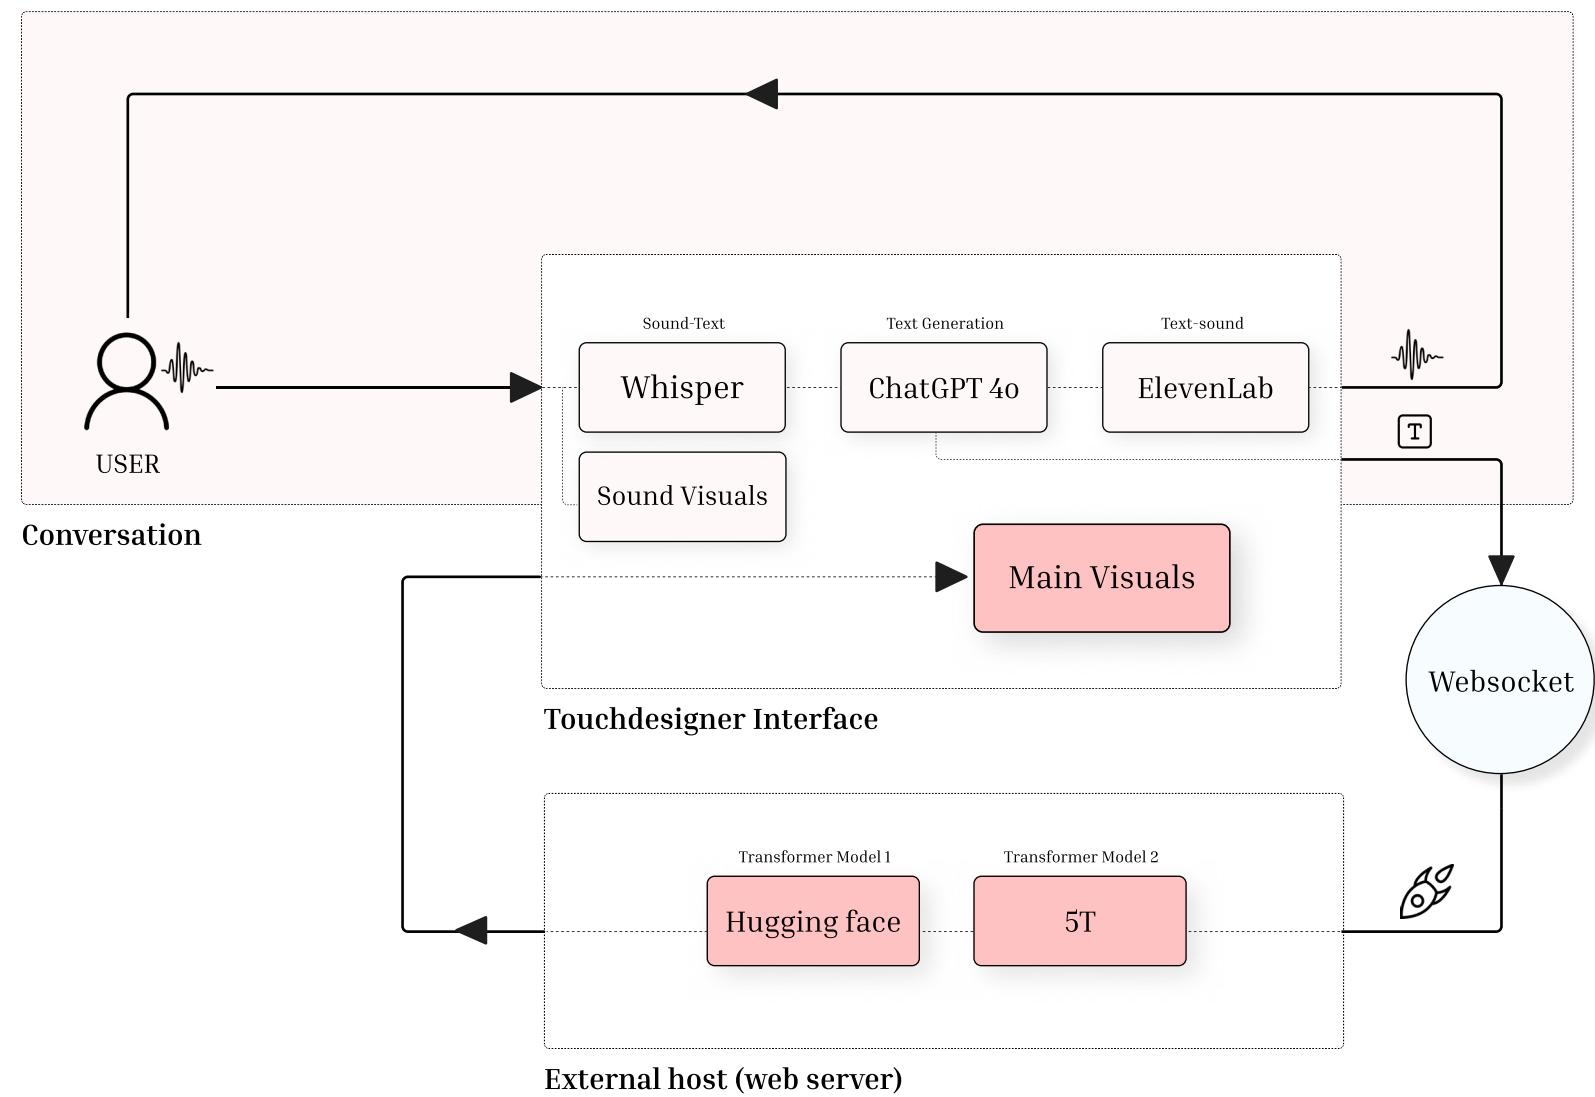 Sound-Text
Text Generation
Text-sound
Whisper
ChatGPT 4o
ElevenLab
T
USER
Sound Visuals
Conversation
Main Visuals
Websocket
Touchdesigner Interface
Transformer Model 1
Transformer Model 2
Hugging face
5T
External host (web server)